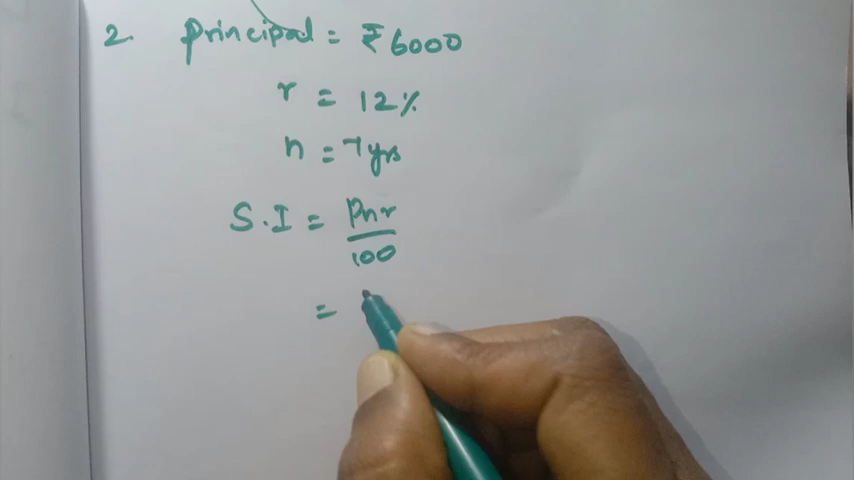 2. Principal = ₹6000
r = 12%
n = 7yrs
S.I = Pnr
100
=